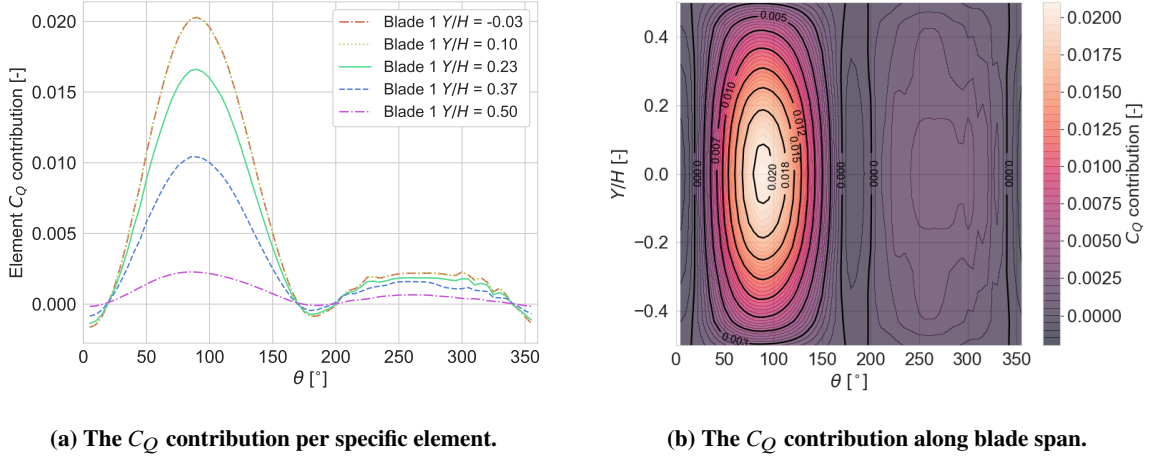 0.020
0.015
0.010
0.005
0.000
Element C_Q contribution [-]
Blade 1 Y/H = -0.03
Blade 1 Y/H = 0.10
Blade 1 Y/H = 0.23
Blade 1 Y/H = 0.37
Blade 1 Y/H = 0.50
0 50 100 150 200 250 300 350
θ [°]
0.4
0.2
0.0
−0.2
−0.4
Y/H [-]
0.005
0.010
0.012
0.007
0.015
0.000
0.020
0.018
0.000
0.000
0.000
0.003
0 50 100 150 200 250 300 350
θ [°]
0.0200
0.0175
0.0150
0.0125
0.0100
0.0075
0.0050
0.0025
0.0000
C_Q contribution [-]
(a) The C_Q contribution per specific element.
(b) The C_Q contribution along blade span.